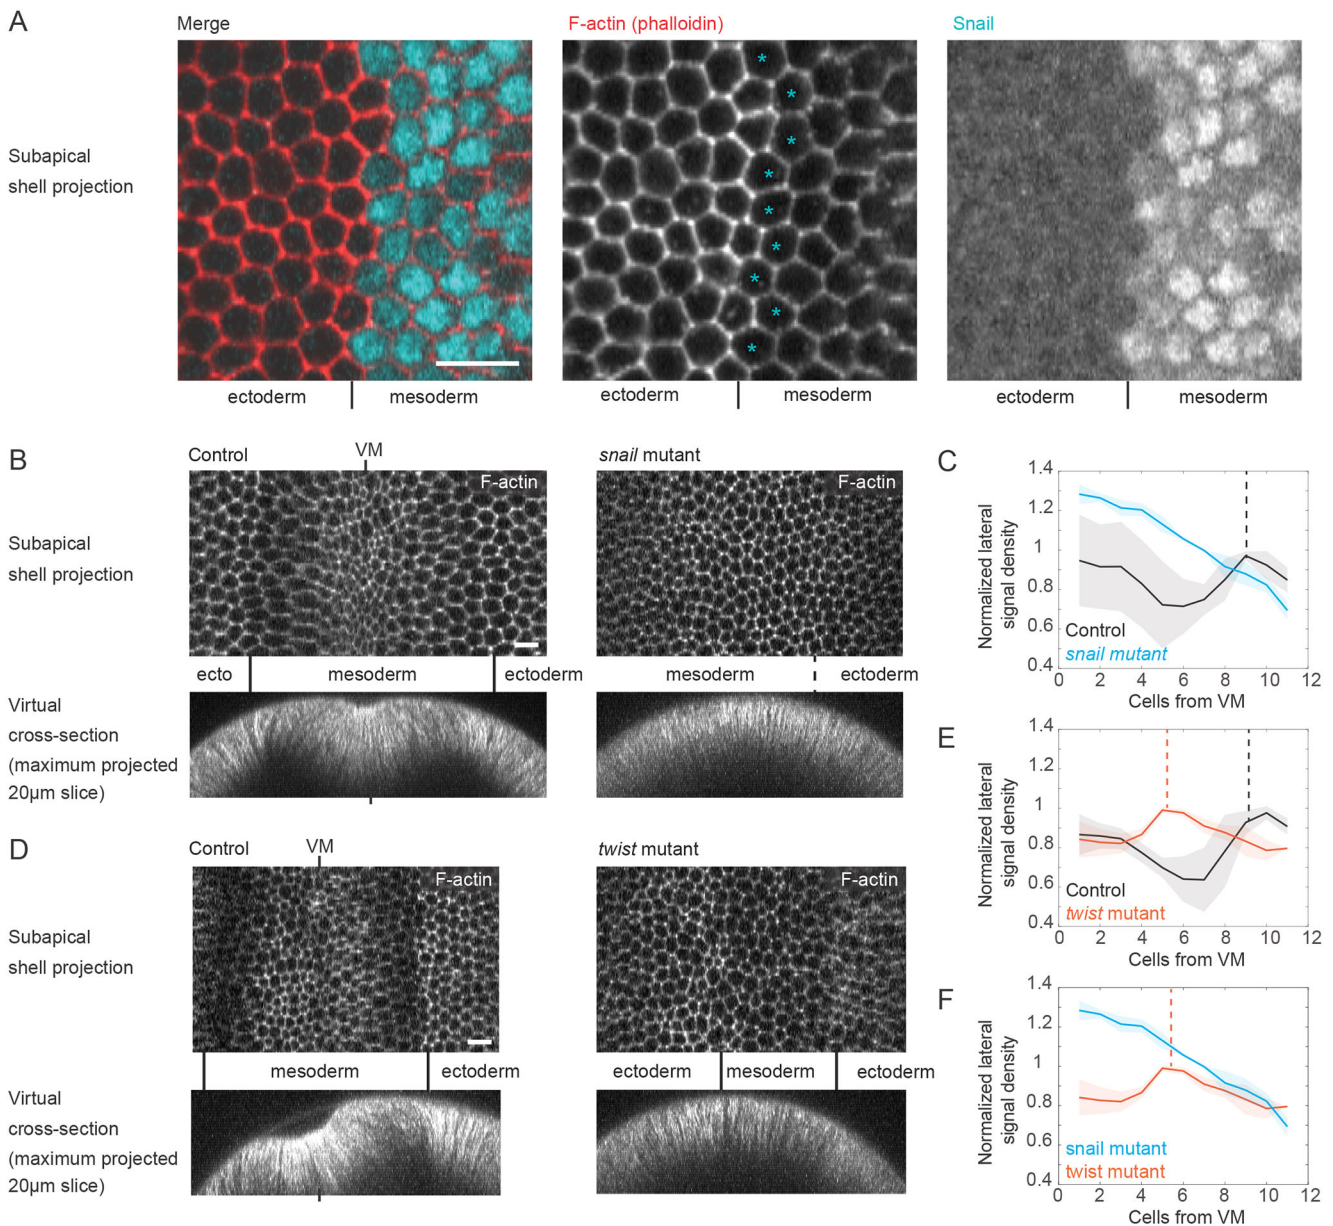 A
Merge
F-actin (phalloidin)
Snail
Subapical
shell projection
* * * * * * * * *
ectoderm mesoderm
ectoderm mesoderm
ectoderm mesoderm
B
Control
VM
F-actin
snail mutant
F-actin
Subapical
shell projection
ecto mesoderm ectoderm
mesoderm ectoderm
Virtual
cross-section
(maximum projected
20µm slice)
C
Normalized lateral
signal density
1.4
1.2
1
0.8
0.6
0.4
Control
snail mutant
0 2 4 6 8 10 12
Cells from VM
D
Control
VM
F-actin
twist mutant
F-actin
Subapical
shell projection
mesoderm ectoderm
ectoderm mesoderm ectoderm
Virtual
cross-section
(maximum projected
20µm slice)
E
Normalized lateral
signal density
1.4
1.2
1
0.8
0.6
0.4
Control
twist mutant
0 2 4 6 8 10 12
Cells from VM
F
Normalized lateral
signal density
1.4
1.2
1
0.8
0.6
0.4
snail mutant
twist mutant
0 2 4 6 8 10 12
Cells from VM